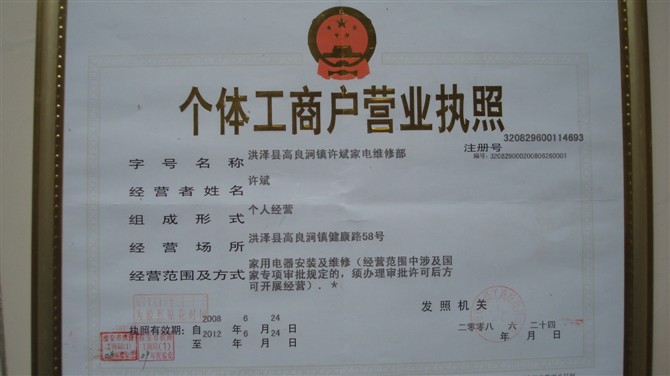 个体工商户营业执照
320829600114693
注册号
编号：320829000200806260001
字号名称 洪泽县高良涧镇许斌家电维修部
经营者姓名 许斌
组成形式 个人经营
经营场所 洪泽县高良涧镇健康路58号
经营范围及方式 家用电器安装及维修（经营范围中涉及国
家专项审批规定的，须办理审批许可后方
可开展经营）.★
发照机关
执照有效期：自 2008 年 6 月 24 日
至 2012 年 6 月 24 日
二〇〇八 年 六 月 二十四 日